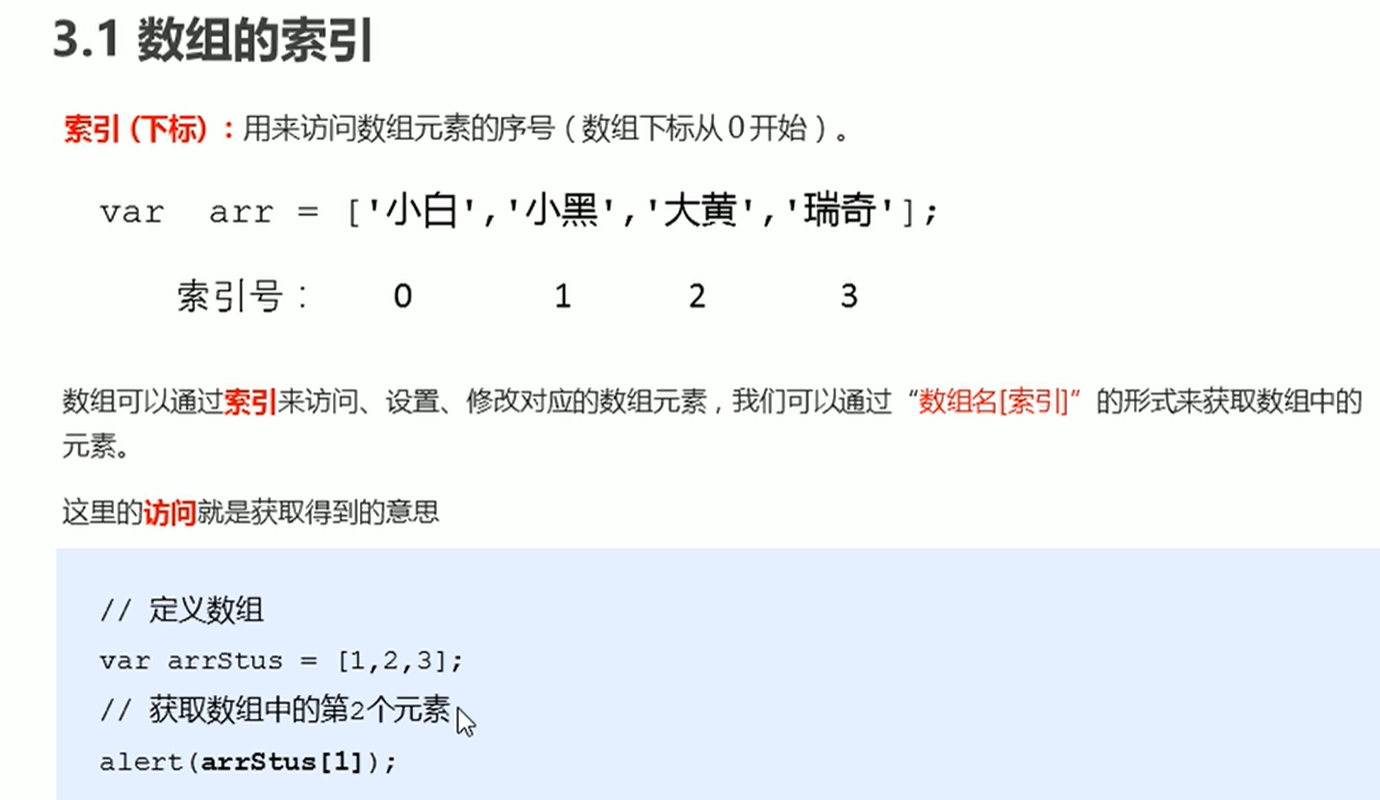 3.1 数组的索引
索引 (下标) ：用来访问数组元素的序号（数组下标从 0 开始）。
var  arr = ['小白','小黑','大黄','瑞奇'];
索引号： 0 1 2 3
数组可以通过索引来访问、设置、修改对应的数组元素，我们可以通过“数组名[索引]”的形式来获取数组中的
元素。
这里的访问就是获取得到的意思
// 定义数组
var arrStus = [1,2,3];
// 获取数组中的第2个元素
alert(arrStus[1]);